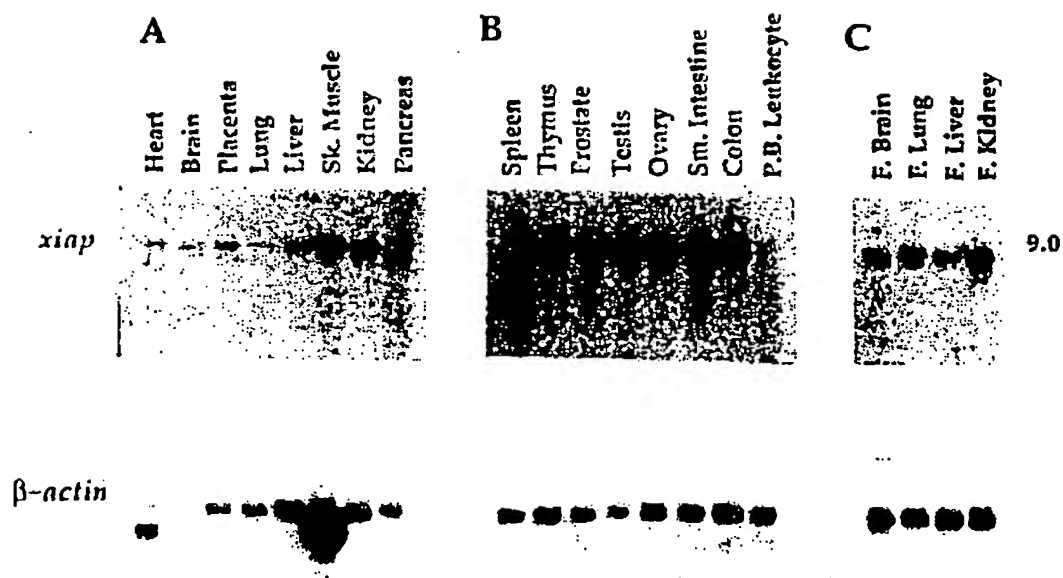 A
B
C
Heart
Brain
Placenta
Lung
Liver
Sk. Muscle
Kidney
Pancreas
Spleen
Thymus
Prostate
Testis
Ovary
Sm. Intestine
Colon
P.B. Leukocyte
F. Brain
F. Lung
F. Liver
F. Kidney
xiap
9.0
β-actin